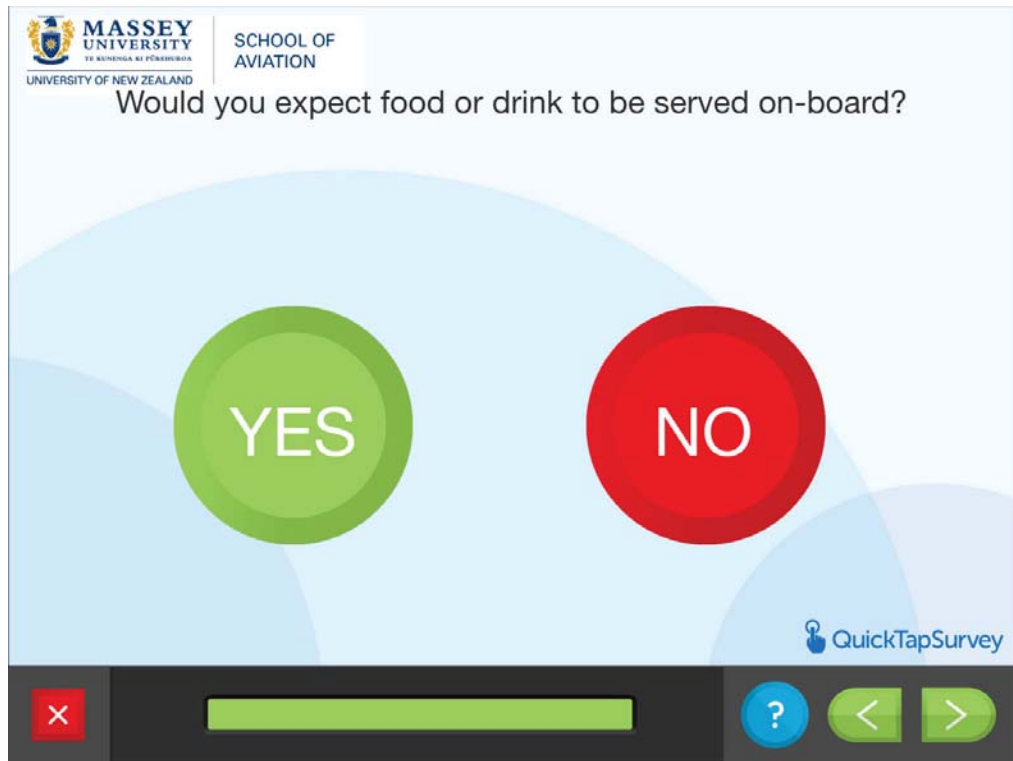 MASSEY
UNIVERSITY
TE KUNENGA KI PŪREHUROA
UNIVERSITY OF NEW ZEALAND
SCHOOL OF
AVIATION
Would you expect food or drink to be served on-board?
YES
NO
QuickTapSurvey
?